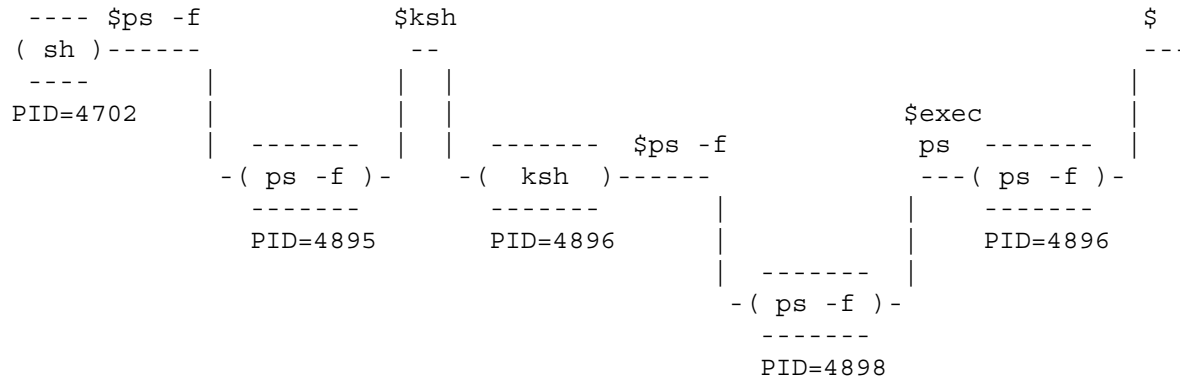 $ps -f $ksh $
( sh )
PID=4702 $exec
$ps -f ps
( ps -f ) ( ksh ) ( ps -f )
PID=4895 PID=4896 PID=4896
( ps -f )
PID=4898